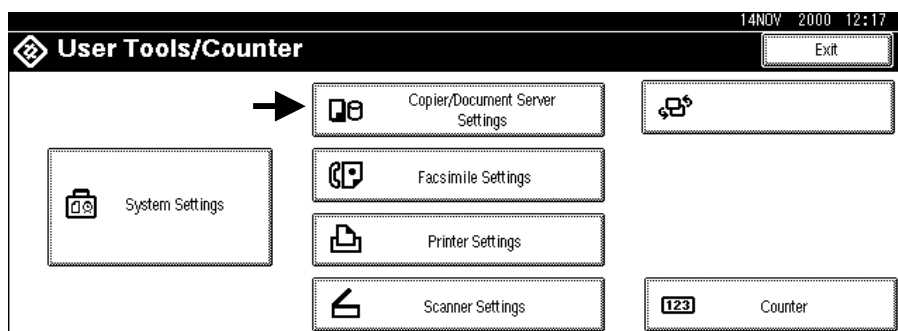 14NOV 2000 12:17
User Tools/Counter
Exit
Copier/Document Server
Settings
System Settings
Facsimile Settings
Printer Settings
Scanner Settings
123
Counter